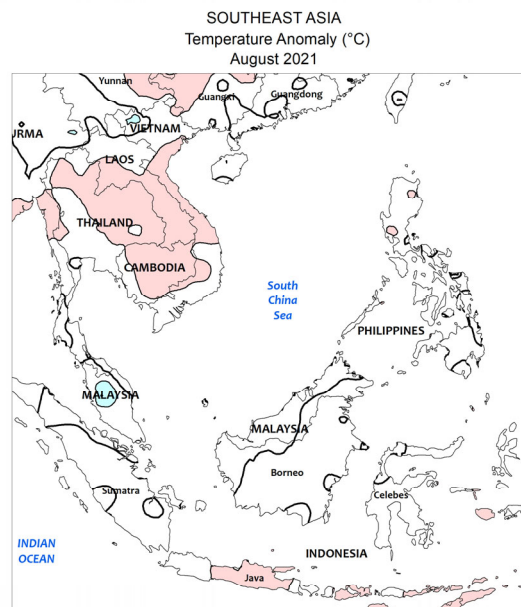 SOUTHEAST ASIA
Temperature Anomaly (°C)
August 2021
Yunnan
Guangxi
Guangdong
URMA
VIETNAM
LAOS
THAILAND
CAMBODIA
South
China
Sea
PHILIPPINES
MALAYSIA
MALAYSIA
Borneo
Sumatra
Celebes
INDIAN
OCEAN
INDONESIA
Java